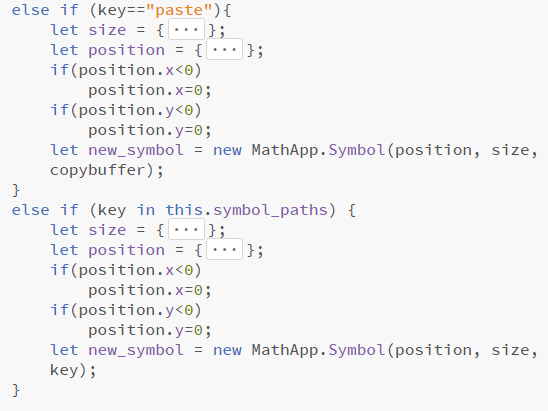 else if (key=="paste"){
    let size = {...};
    let position = {...};
    if(position.x<0)
        position.x=0;
    if(position.y<0)
        position.y=0;
    let new_symbol = new MathApp.Symbol(position, size,
    copybuffer);
}
else if (key in this.symbol_paths) {
    let size = {...};
    let position = {...};
    if(position.x<0)
        position.x=0;
    if(position.y<0)
        position.y=0;
    let new_symbol = new MathApp.Symbol(position, size,
    key);
}